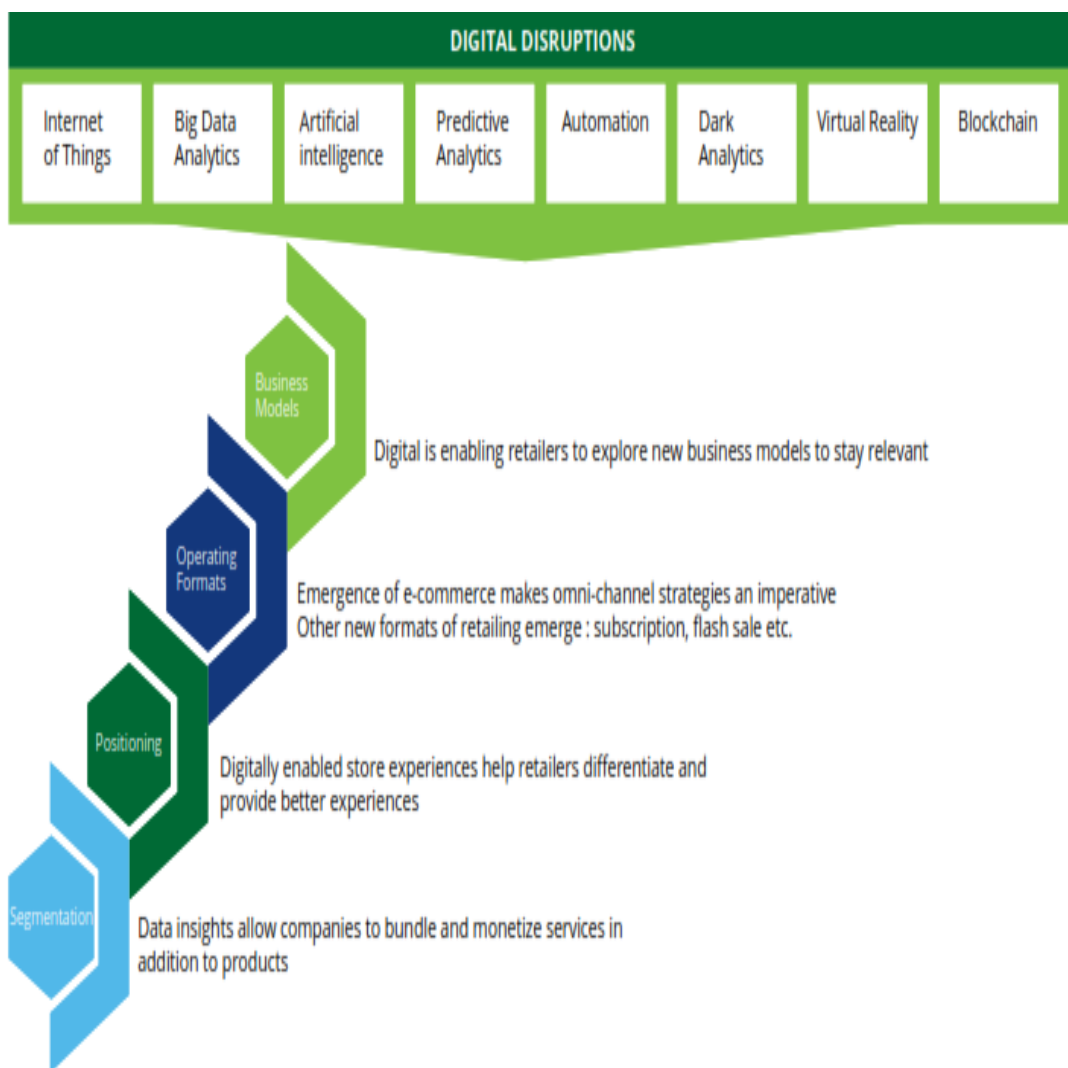 DIGITAL DISRUPTIONS
Internet
of Things
Big Data
Analytics
Artificial
intelligence
Predictive
Analytics
Automation
Dark
Analytics
Virtual Reality
Blockchain
Business
Models
Digital is enabling retailers to explore new business models to stay relevant
Operating
Formats
Emergence of e-commerce makes omni-channel strategies an imperative
Other new formats of retailing emerge : subscription, flash sale etc.
Positioning
Digitally enabled store experiences help retailers differentiate and
provide better experiences
Segmentation
Data insights allow companies to bundle and monetize services in
addition to products